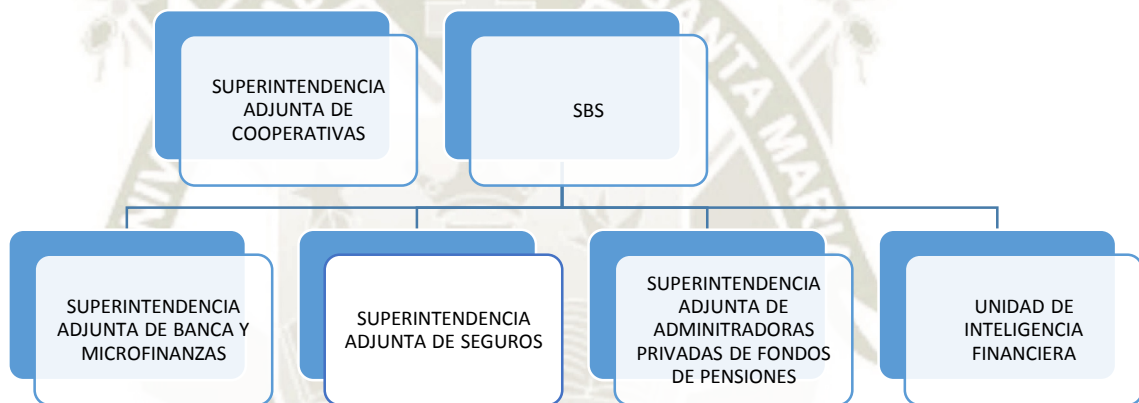 SUPERINTENDENCIA
ADJUNTA DE
COOPERATIVAS
SBS
SUPERINTENDENCIA
ADJUNTA DE BANCA Y
MICROFINANZAS
SUPERINTENDENCIA
ADJUNTA DE SEGUROS
SUPERINTENDENCIA
ADJUNTA DE
ADMINITRADORAS
PRIVADAS DE FONDOS
DE PENSIONES
UNIDAD DE
INTELIGENCIA
FINANCIERA